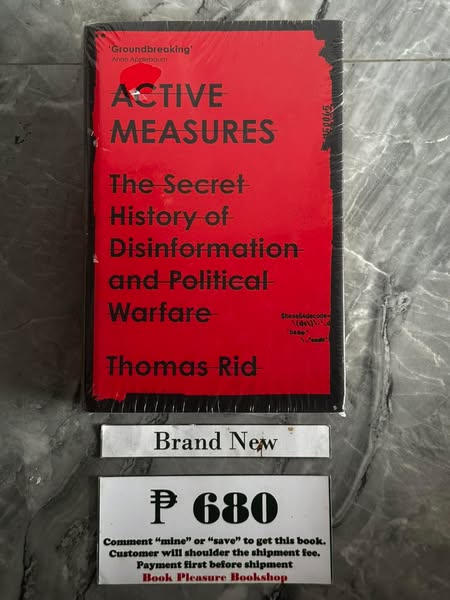 'Groundbreaking'
Anne Applebaum
ACTIVE
MEASURES
The Secret
History of
Disinformation
and Political
Warfare
Thomas Rid
Brand New
₱ 680
Comment “mine” or “save” to get this book.
Customer will shoulder the shipment fee.
Payment first before shipment
Book Pleasure Bookshop